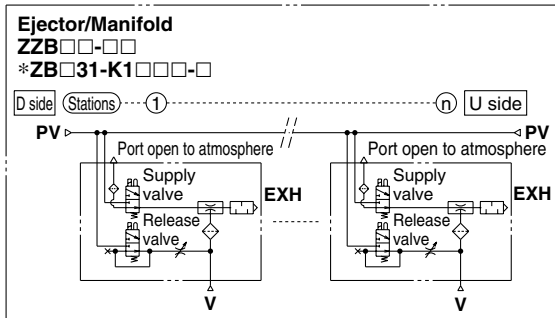 Ejector/Manifold
ZZB□□-□□
*ZB□31-K1□□□-□
D side Stations 1 n U side
PV PV
Port open to atmosphere Port open to atmosphere
Supply valve EXH Supply valve EXH
Release valve Release valve
V V